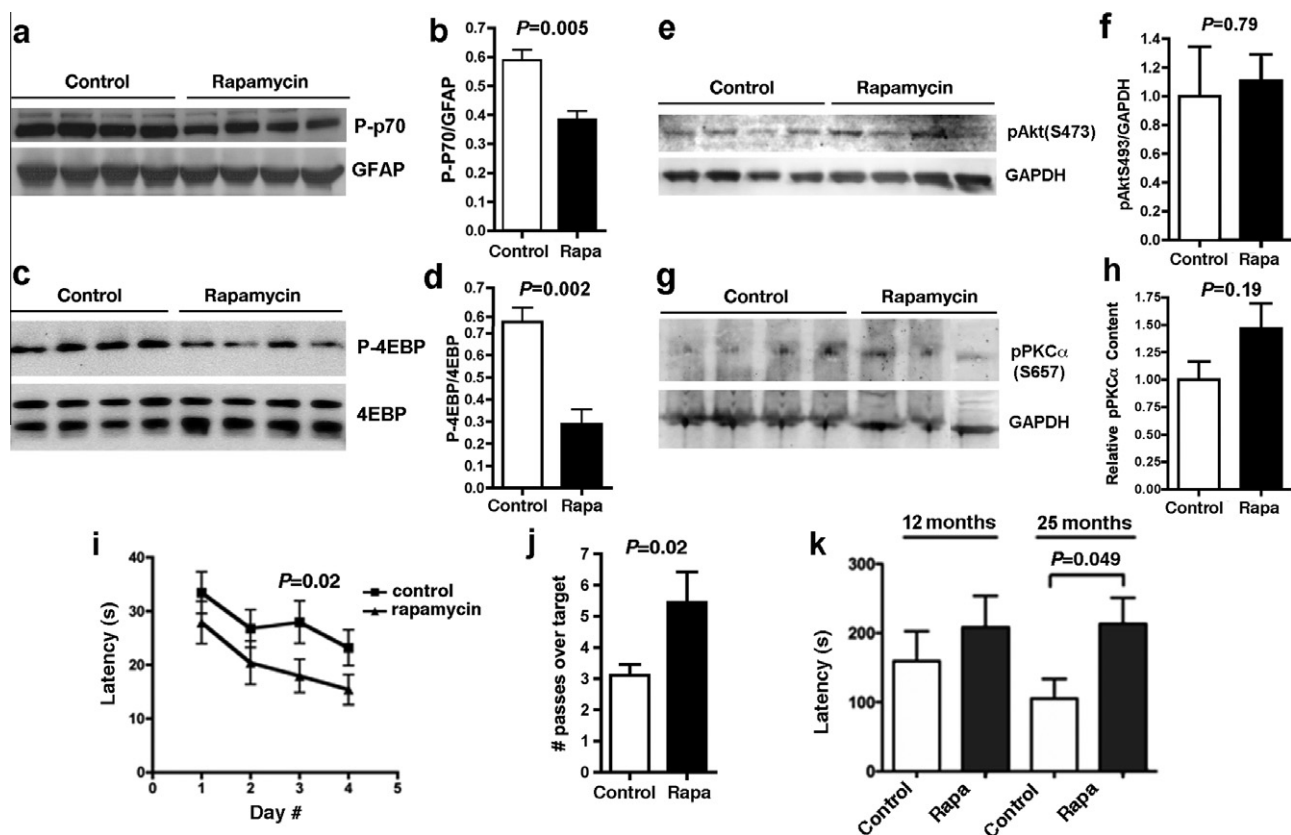 a
Control Rapamycin
P-p70
GFAP
b
P=0.005
P-P70/GFAP
0.6
0.6
0.4
0.3
0.2
0.1
0.0
Control Rapa
c
Control Rapamycin
P-4EBP
4EBP
d
P=0.002
P-4EBP/4EBP
0.7
0.6
0.6
0.4
0.3
0.2
0.1
0.0
Control Rapa
e
Control Rapamycin
pAkt(S473)
GAPDH
f
P=0.79
pAktS493/GAPDH
1.4
1.2
1.0
0.8
0.6
0.4
0.2
0.0
Control Rapa
g
Control Rapamycin
pPKCα
(S657)
GAPDH
h
P=0.19
Relative pPKCα Content
1.75
1.50
1.25
1.00
0.75
0.50
0.25
0.00
Control Rapa
i
P=0.02
control
rapamycin
Latency (s)
40
30
20
10
0
0 1 2 3 4 5
Day #
j
P=0.02
# passes over target
7
6
5
4
3
2
1
0
Control Rapa
k
12 months 25 months
P=0.049
Latency (s)
300
200
100
0
Control Rapa Control Rapa